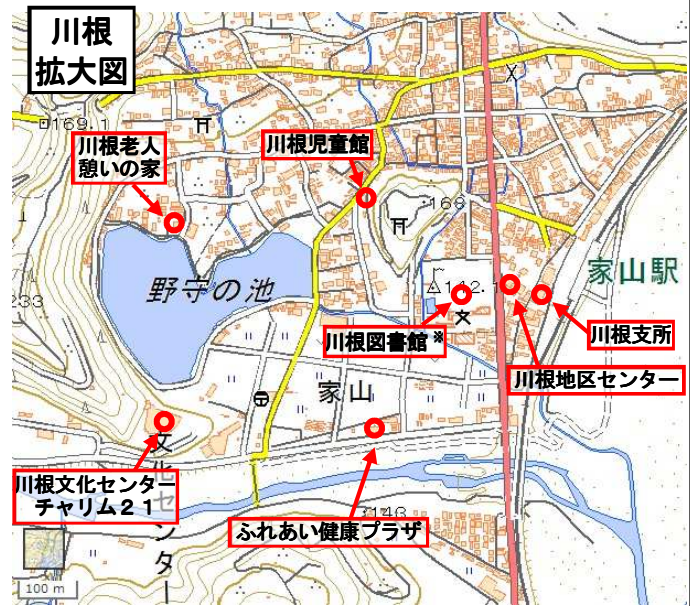 川根
拡大図
169.1
川根老人
憩いの家
川根児童館
168
野守の池
233
142.1
家山駅
川根図書館※
川根支所
川根地区センター
家山
文化センター
川根文化センター
チャリム２１
ふれあい健康プラザ
3146
100 m